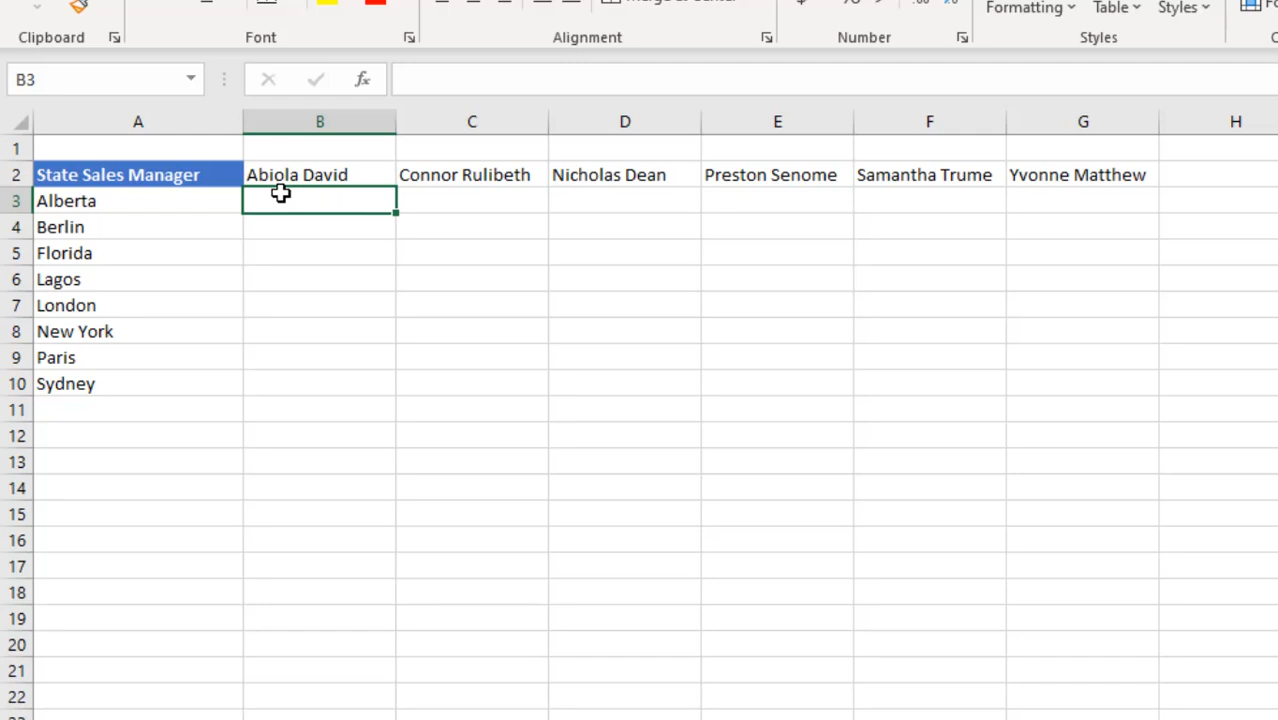 Formatting Table Styles
Clipboard Font Alignment Number Styles
B3 fx
A B C D E F G H
1
2 State Sales Manager Abiola David Connor Rulibeth Nicholas Dean Preston Senome Samantha Trume Yvonne Matthew
3 Alberta
4 Berlin
5 Florida
6 Lagos
7 London
8 New York
9 Paris
10 Sydney
11
12
13
14
15
16
17
18
19
20
21
22